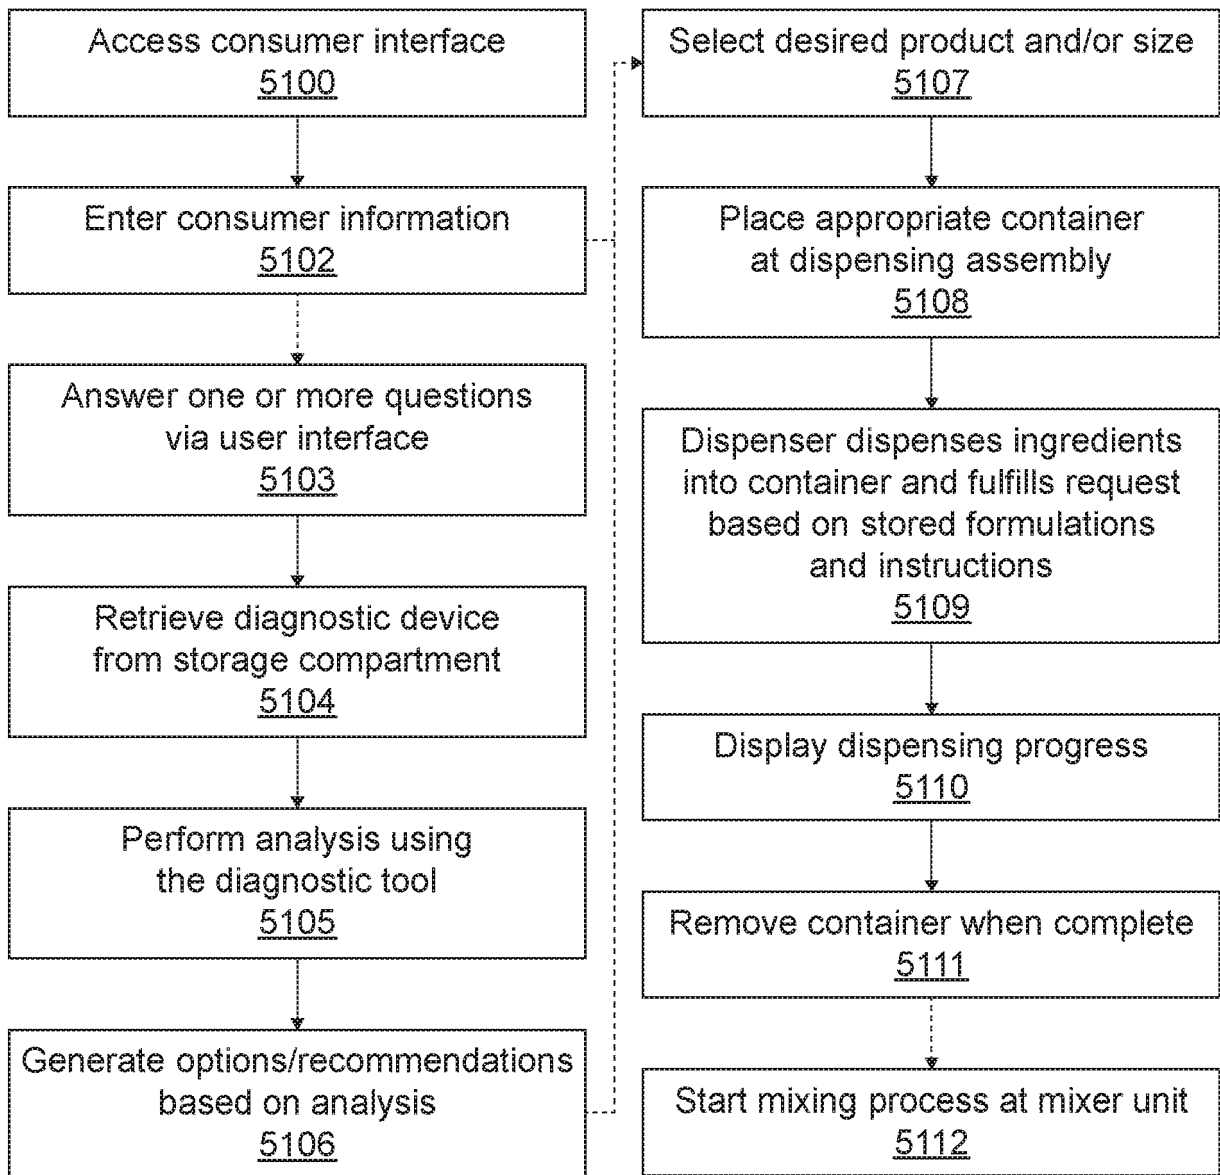 Access consumer interface
5100
Enter consumer information
5102
Answer one or more questions
via user interface
5103
Retrieve diagnostic device
from storage compartment
5104
Perform analysis using
the diagnostic tool
5105
Generate options/recommendations
based on analysis
5106
Select desired product and/or size
5107
Place appropriate container
at dispensing assembly
5108
Dispenser dispenses ingredients
into container and fulfills request
based on stored formulations
and instructions
5109
Display dispensing progress
5110
Remove container when complete
5111
Start mixing process at mixer unit
5112